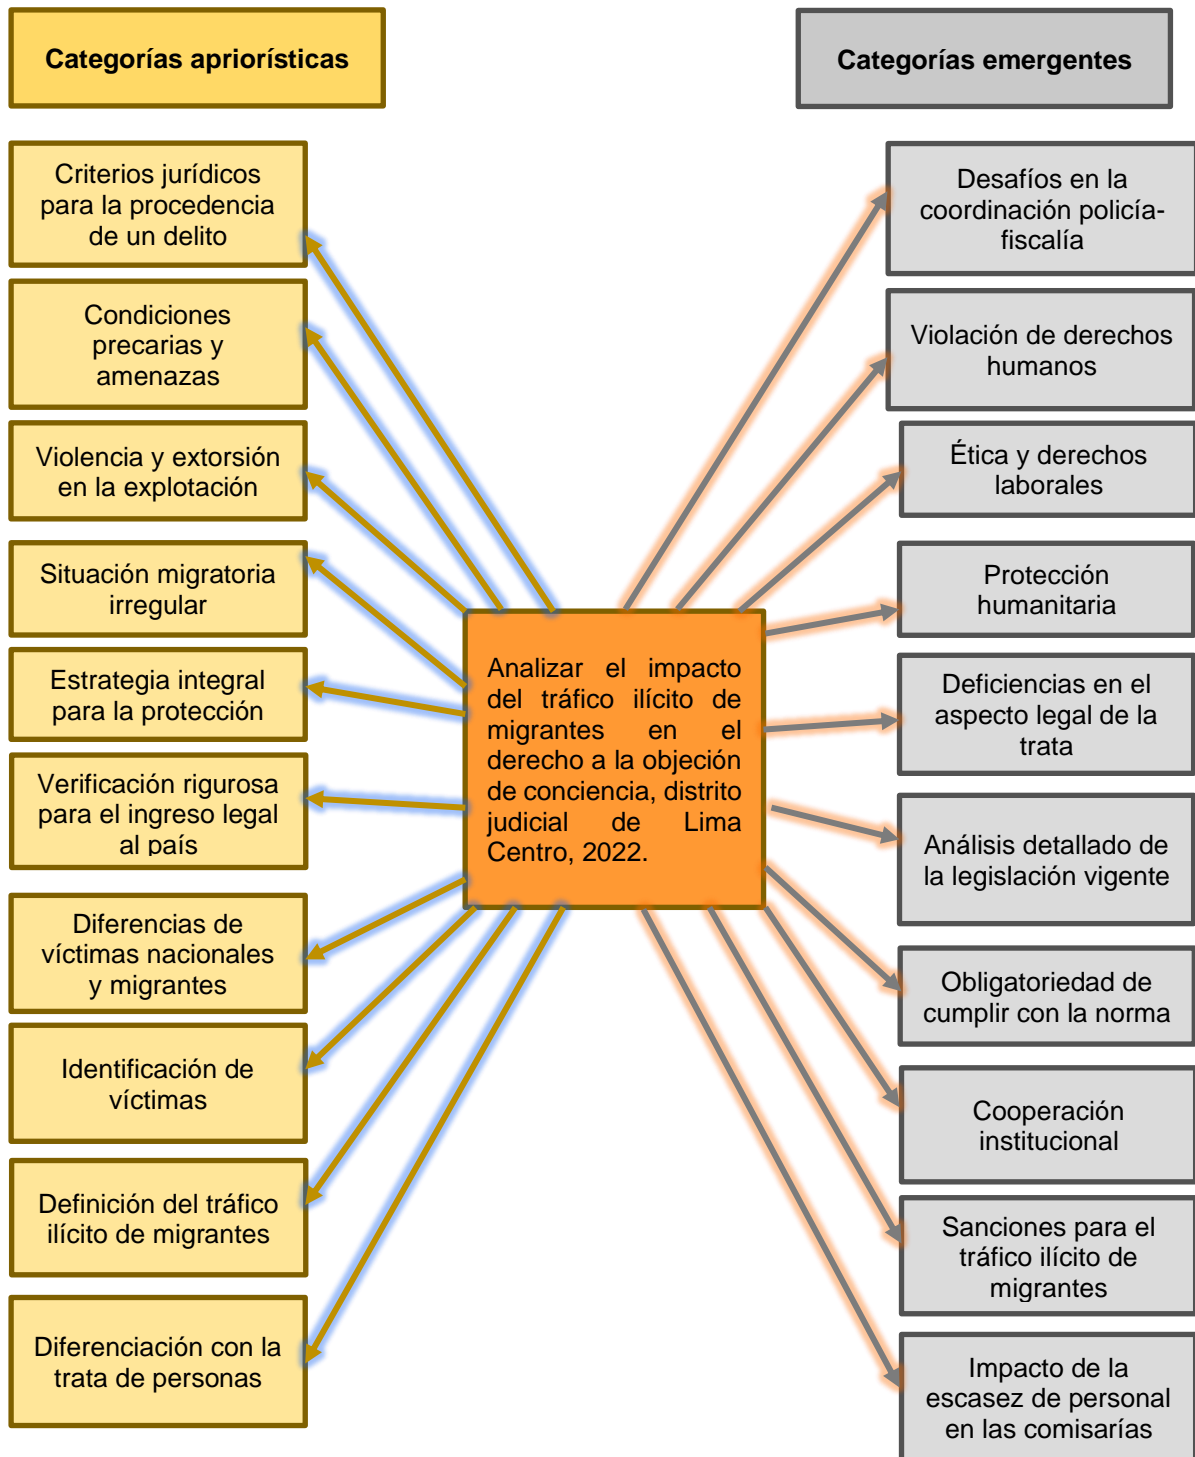 Categorías apriorísticas
Categorías emergentes
Criterios jurídicos
para la procedencia
de un delito
Condiciones
precarias y
amenazas
Violencia y extorsión
en la explotación
Situación migratoria
irregular
Estrategia integral
para la protección
Verificación rigurosa
para el ingreso legal
al país
Diferencias de
víctimas nacionales
y migrantes
Identificación de
víctimas
Definición del tráfico
ilícito de migrantes
Diferenciación con la
trata de personas
Analizar el impacto
del tráfico ilícito de
migrantes en el
derecho a la objeción
de conciencia, distrito
judicial de Lima
Centro, 2022.
Desafíos en la
coordinación policía-
fiscalía
Violación de derechos
humanos
Ética y derechos
laborales
Protección
humanitaria
Deficiencias en el
aspecto legal de la
trata
Análisis detallado de
la legislación vigente
Obligatoriedad de
cumplir con la norma
Cooperación
institucional
Sanciones para el
tráfico ilícito de
migrantes
Impacto de la
escasez de personal
en las comisarías